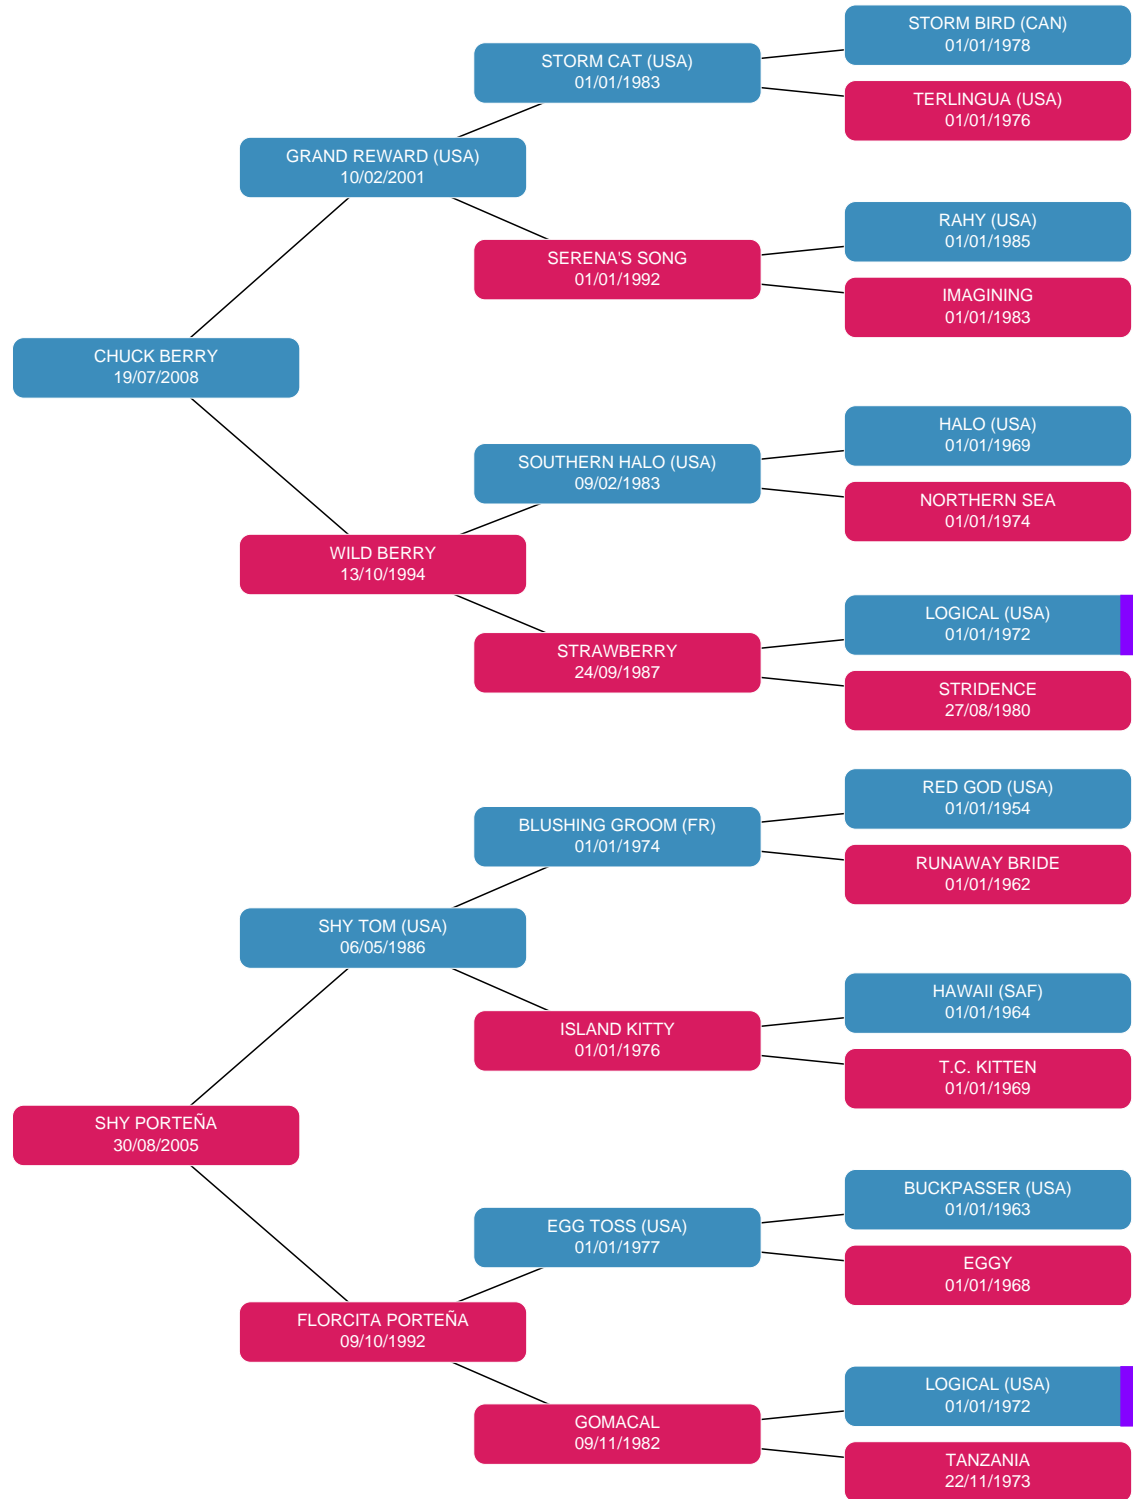 STORM BIRD (CAN)
01/01/1978
STORM CAT (USA)
01/01/1983
TERLINGUA (USA)
01/01/1976
GRAND REWARD (USA)
10/02/2001
RAHY (USA)
01/01/1985
SERENA'S SONG
01/01/1992
IMAGINING
01/01/1983
CHUCK BERRY
19/07/2008
HALO (USA)
01/01/1969
SOUTHERN HALO (USA)
09/02/1983
NORTHERN SEA
01/01/1974
WILD BERRY
13/10/1994
LOGICAL (USA)
01/01/1972
STRAWBERRY
24/09/1987
STRIDENCE
27/08/1980
RED GOD (USA)
01/01/1954
BLUSHING GROOM (FR)
01/01/1974
RUNAWAY BRIDE
01/01/1962
SHY TOM (USA)
06/05/1986
HAWAII (SAF)
01/01/1964
ISLAND KITTY
01/01/1976
T.C. KITTEN
01/01/1969
SHY PORTEÑA
30/08/2005
BUCKPASSER (USA)
01/01/1963
EGG TOSS (USA)
01/01/1977
EGGY
01/01/1968
FLORCITA PORTEÑA
09/10/1992
LOGICAL (USA)
01/01/1972
GOMACAL
09/11/1982
TANZANIA
22/11/1973